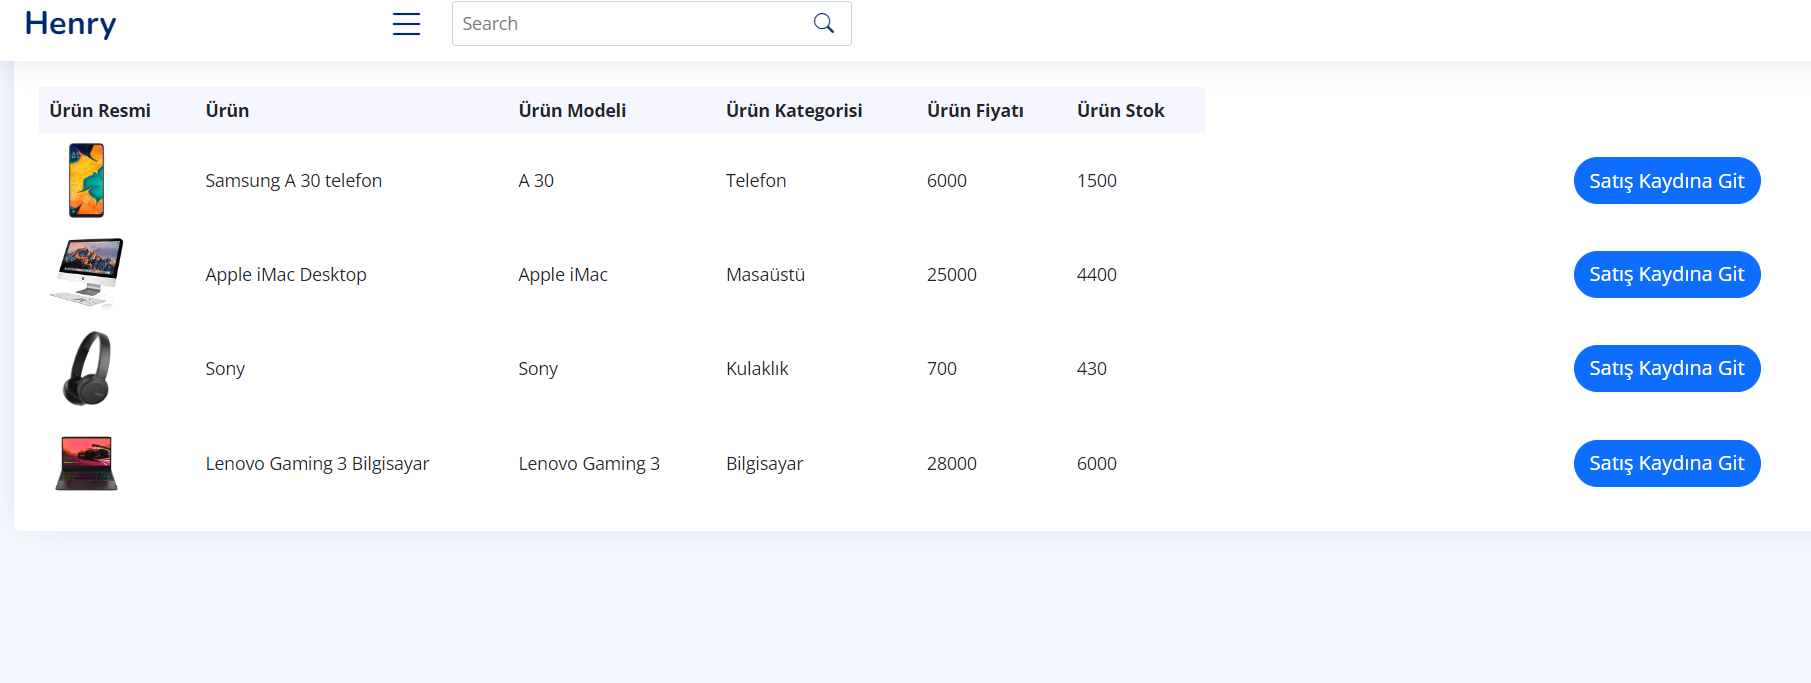 Henry
Search
Ürün Resmi Ürün Ürün Modeli Ürün Kategorisi Ürün Fiyatı Ürün Stok
Samsung A 30 telefon A 30 Telefon 6000 1500 Satış Kaydına Git
Apple iMac Desktop Apple iMac Masaüstü 25000 4400 Satış Kaydına Git
Sony Sony Kulaklık 700 430 Satış Kaydına Git
Lenovo Gaming 3 Bilgisayar Lenovo Gaming 3 Bilgisayar 28000 6000 Satış Kaydına Git